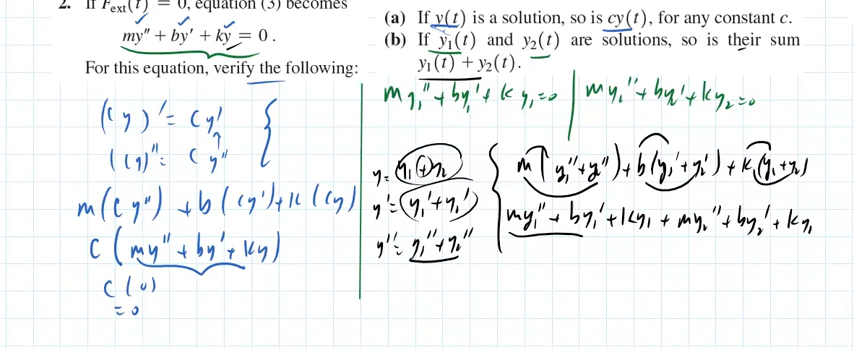 2. If Fext(t) = 0, equation (3) becomes
my″ + by′ + ky = 0.
For this equation, verify the following:
(a) If y(t) is a solution, so is cy(t), for any constant c.
(b) If y₁(t) and y₂(t) are solutions, so is their sum
y₁(t) + y₂(t).
(cy)′ = cy′
(cy)″ = cy″
m(cy″) + b(cy′) + k(cy)
c(my″ + by′ + ky)
c(0)
= 0
my₁″ + by₁′ + ky₁ = 0 | my₂″ + by₂′ + ky₂ = 0
y = y₁ + y₂
y′ = (y₁′ + y₂′)
y″ = y₁″ + y₂″
m(y₁″ + y₂″) + b(y₁′ + y₂′) + k(y₁ + y₂)
my₁″ + by₁′ + ky₁ + my₂″ + by₂′ + ky₂